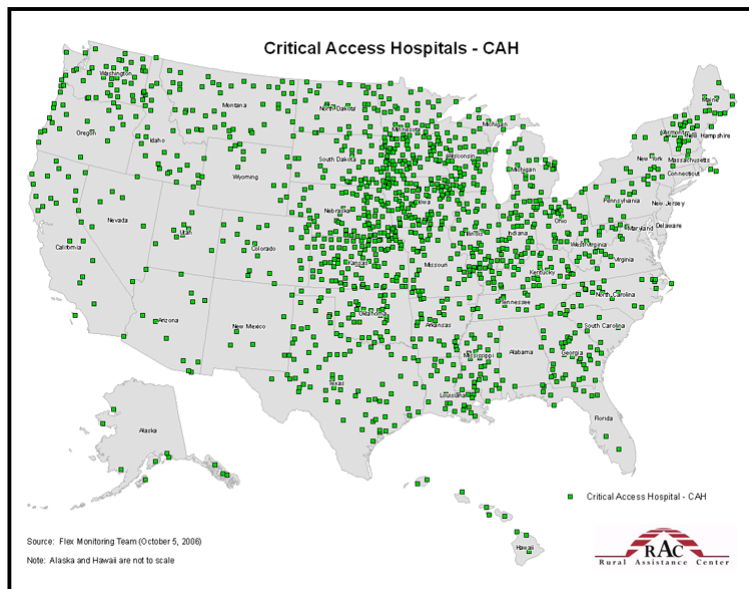 Critical Access Hospitals - CAH
Washington
Montana
North Dakota
Minnesota
Michigan
Maine
Oregon
Idaho
South Dakota
Wisconsin
Michigan
Vermont
New Hampshire
Wyoming
New York
Massachusetts
Connecticut
Nevada
Nebraska
Iowa
Pennsylvania
New Jersey
Utah
Colorado
Indiana
Ohio
Maryland
Delaware
California
Kansas
Missouri
West Virginia
Virginia
Kentucky
Arizona
New Mexico
Oklahoma
Arkansas
Tennessee
North Carolina
South Carolina
Mississippi
Alabama
Georgia
Texas
Louisiana
Florida
Alaska
Critical Access Hospital - CAH
Source: Flex Monitoring Team (October 5, 2006)
Note: Alaska and Hawaii are not to scale
Hawaii
RAC
Rural Assistance Center